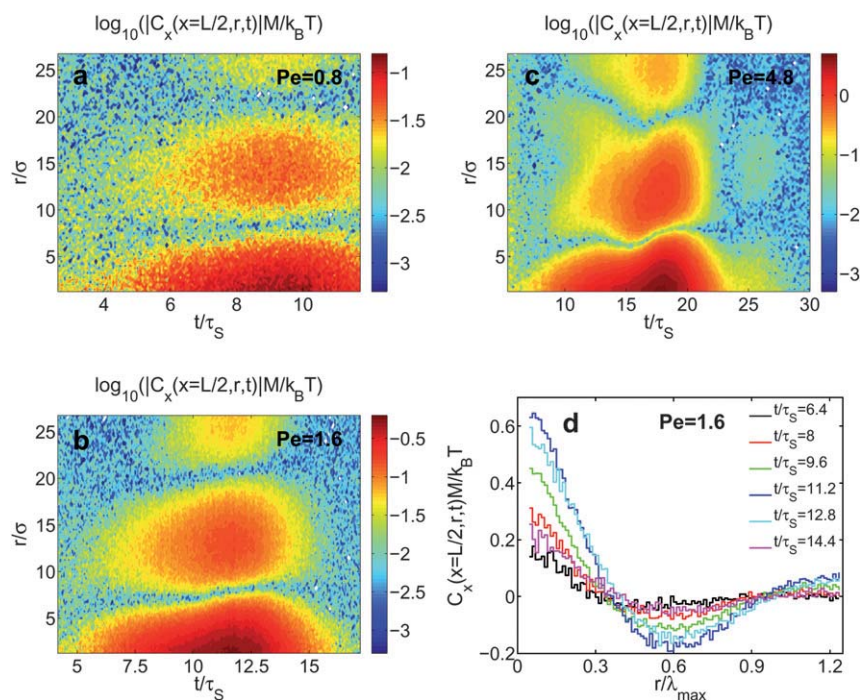 log10(|Cx(x=L/2,r,t)|M/kBT)
a
Pe=0.8
25
20
15
10
5
r/σ
4
6
8
10
t/τS
−1
−1.5
−2
−2.5
−3
log10(|Cx(x=L/2,r,t)|M/kBT)
c
Pe=4.8
25
20
15
10
5
r/σ
10
15
20
25
30
t/τS
0
−1
−2
−3
log10(|Cx(x=L/2,r,t)|M/kBT)
b
Pe=1.6
25
20
15
10
5
r/σ
5
7.5
10
12.5
15
t/τS
−0.5
−1
−1.5
−2
−2.5
−3
d
Pe=1.6
t/τS=6.4
t/τS=8
t/τS=9.6
t/τS=11.2
t/τS=12.8
t/τS=14.4
Cx(x=L/2,r,t)M/kBT
0.6
0.4
0.2
0
−0.2
0
0.3
0.6
0.9
1.2
r/λmax